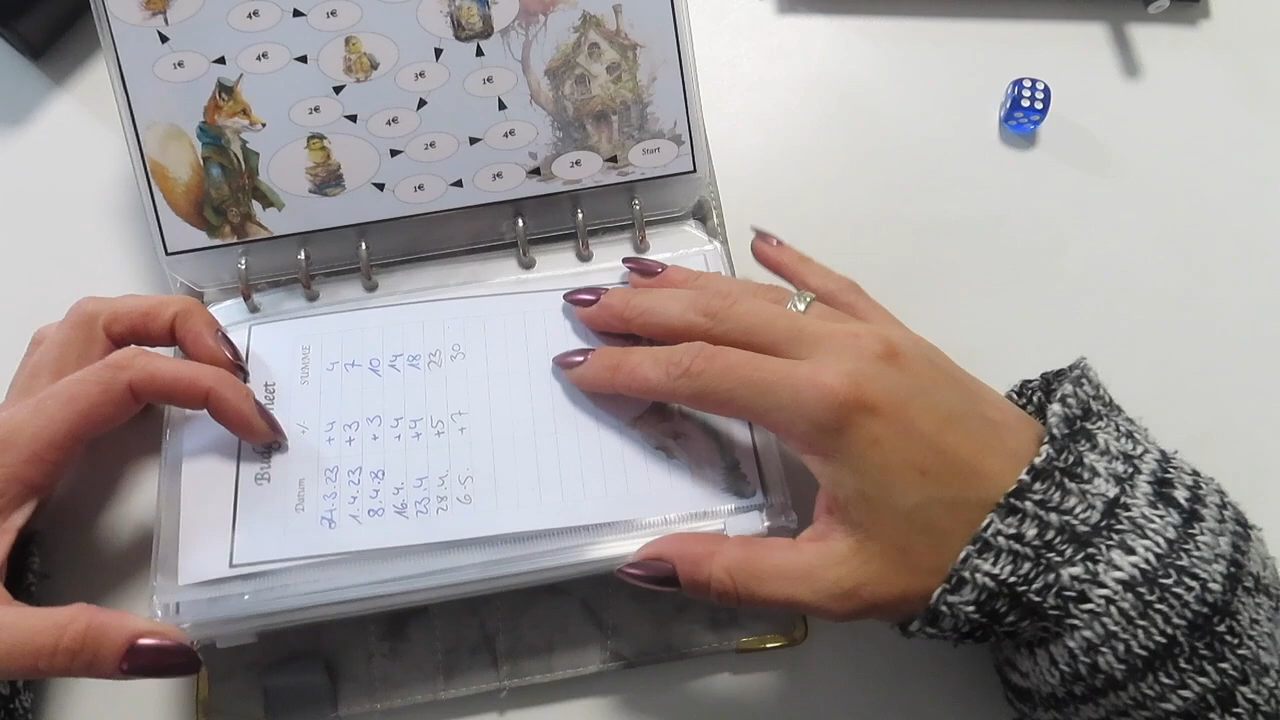 4€ 1€
1€ 4€ 3€ 1€
2€ 4€ 2€ 4€
1€ 3€ 2€ Start
Datum +/- SUMME
21.3.23 +4 4
1.4.23 +3 7
8.4.23 +3 10
16.4. +4 14
23.4 +4 18
28.4. +5 23
6.5. +7 30